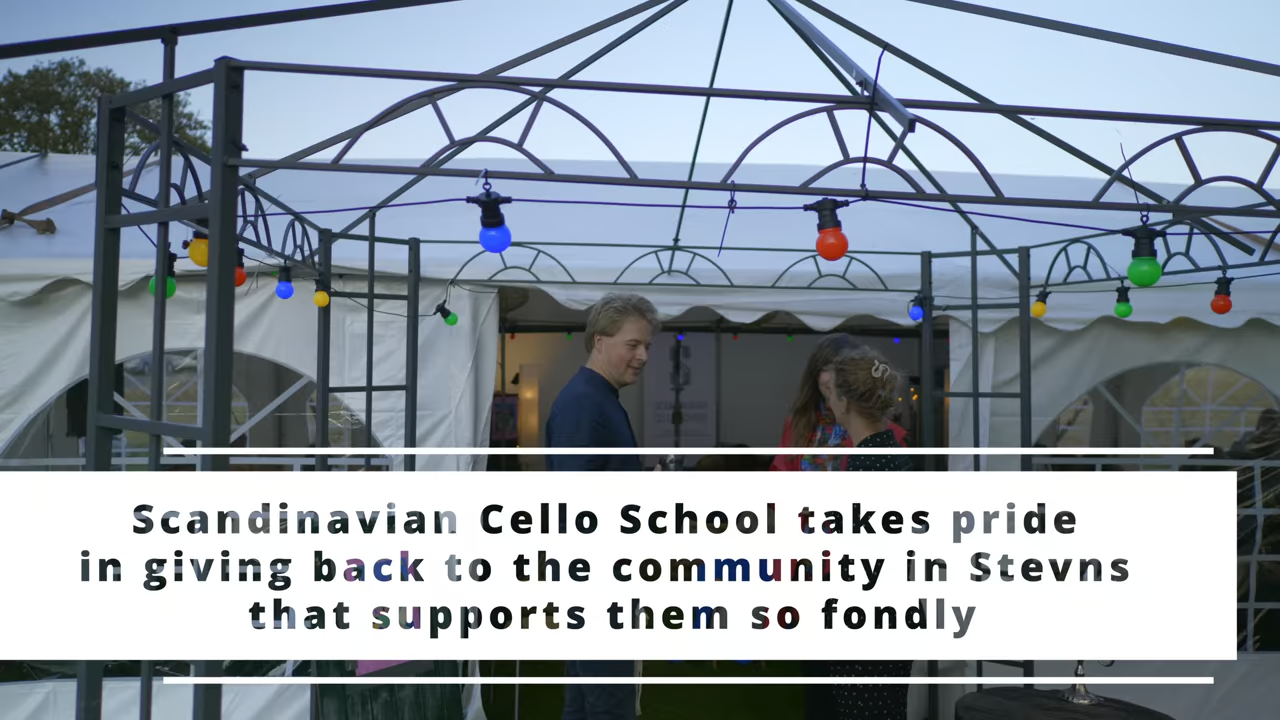 Scandinavian Cello School takes pride
in giving back to the community in Stevns
that supports them so fondly